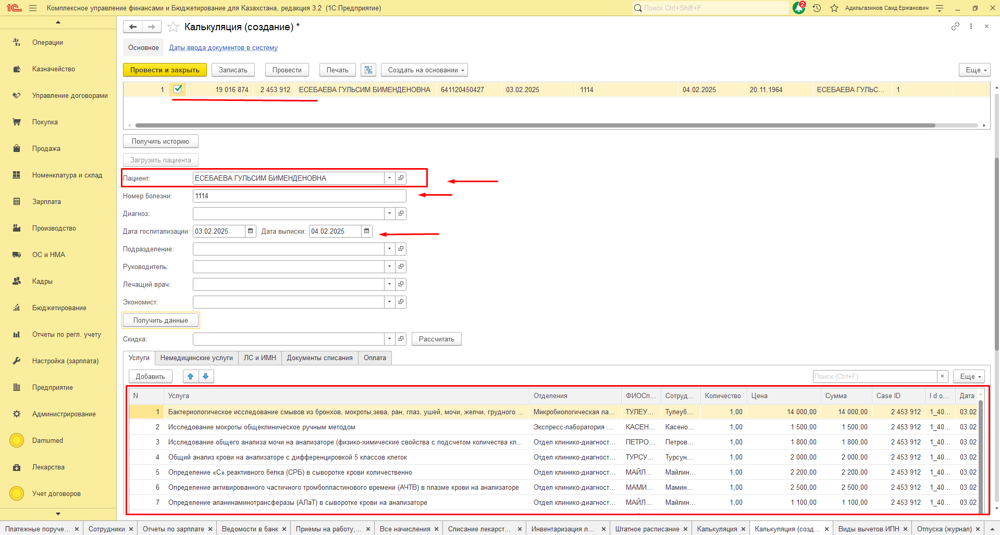 1С Комплексное управление финансами и Бюджетирование для Казахстана, редакция 3.2 (1С:Предприятие) Поиск Ctrl+Shift+F 2 Адильгазинов Саид Ержанович
Калькуляция (создание) *
Основное Даты ввода документов в систему
Провести и закрыть Записать Провести Печать Создать на основании Еще
1 19 016 874 2 453 912 ЕСЕБАЕВА ГУЛЬСИМ БИМЕНДЕНОВНА 641120450427 03.02.2025 1114 04.02.2025 20.11.1964 ЕСЕБАЕВА ГУЛЬС... 1
Получить историю
Загрузить пациента
Пациент: ЕСЕБАЕВА ГУЛЬСИМ БИМЕНДЕНОВНА
Номер болезни: 1114
Диагноз:
Дата госпитализации: 03.02.2025 Дата выписки: 04.02.2025
Подразделение:
Руководитель:
Лечащий врач:
Экономист:
Получить данные
Скидка: Рассчитать
Услуги Немедицинские услуги ЛС и ИМН Документы списания Оплата
Добавить Поиск (Ctrl+F) × Еще
N Услуга Отделения ФИОСп... Сотруд... Количество Цена Сумма Case ID I d o... Дата
1 Бактериологическое исследование смывов из бронхов, мокроты,зева, ран, глаз, ушей, мочи, желчи, грудного ... Микробиологическая ла... ТУЛЕУ... Тулеуб... 1,00 14 000,00 14 000,00 2 453 912 1_40... 03.02
2 Исследование мокроты общеклиническое ручным методом Экспресс-лаборатория ... КАСЕН... Касено... 1,00 1 500,00 1 500,00 2 453 912 1_40... 03.02
3 Исследование общего анализа мочи на анализаторе (физико-химические свойства с подсчетом количества кл... Отдел клинико-диагност... ПЕТРО... Петров... 1,00 1 800,00 1 800,00 2 453 912 1_40... 03.02
4 Общий анализ крови на анализаторе с дифференцировкой 5 классов клеток Отдел клинико-диагност... ТУРСУ... Турсун... 1,00 2 000,00 2 000,00 2 453 912 1_40... 03.02
5 Определение «С» реактивного белка (СРБ) в сыворотке крови количественно Отдел клинико-диагност... МАЙЛ... Майлин... 1,00 2 200,00 2 200,00 2 453 912 1_40... 03.02
6 Определение активированного частичного тромбопластинового времени (АЧТВ) в плазме крови на анализаторе Отдел клинико-диагност... МАМИ... Мамин... 1,00 2 500,00 2 500,00 2 453 912 1_40... 03.02
7 Определение аланинаминотрансферазы (АЛаТ) в сыворотке крови на анализаторе Отдел клинико-диагност... МАЙЛ... Майлин... 1,00 1 100,00 1 100,00 2 453 912 1_40... 03.02
Дт Кт Операции
Казначейство
Управление договорами
Покупка
Продажа
Номенклатура и склад
Зарплата
Производство
ОС и НМА
Кадры
Бюджетирование
Отчеты по регл. учету
Настройка (зарплата)
Предприятие
Администрирование
Damumed
Лекарства
Учет договоров
Платежные поруче... × Сотрудники × Отчеты по зарплате × Ведомости в банк × Приемы на работу,... × Все начисления × Списание лекарст... × Инвентаризация л... × Штатное расписание × Калькуляция × Калькуляция (созд... × Виды вычетов ИПН × Отпуска (журнал) ×